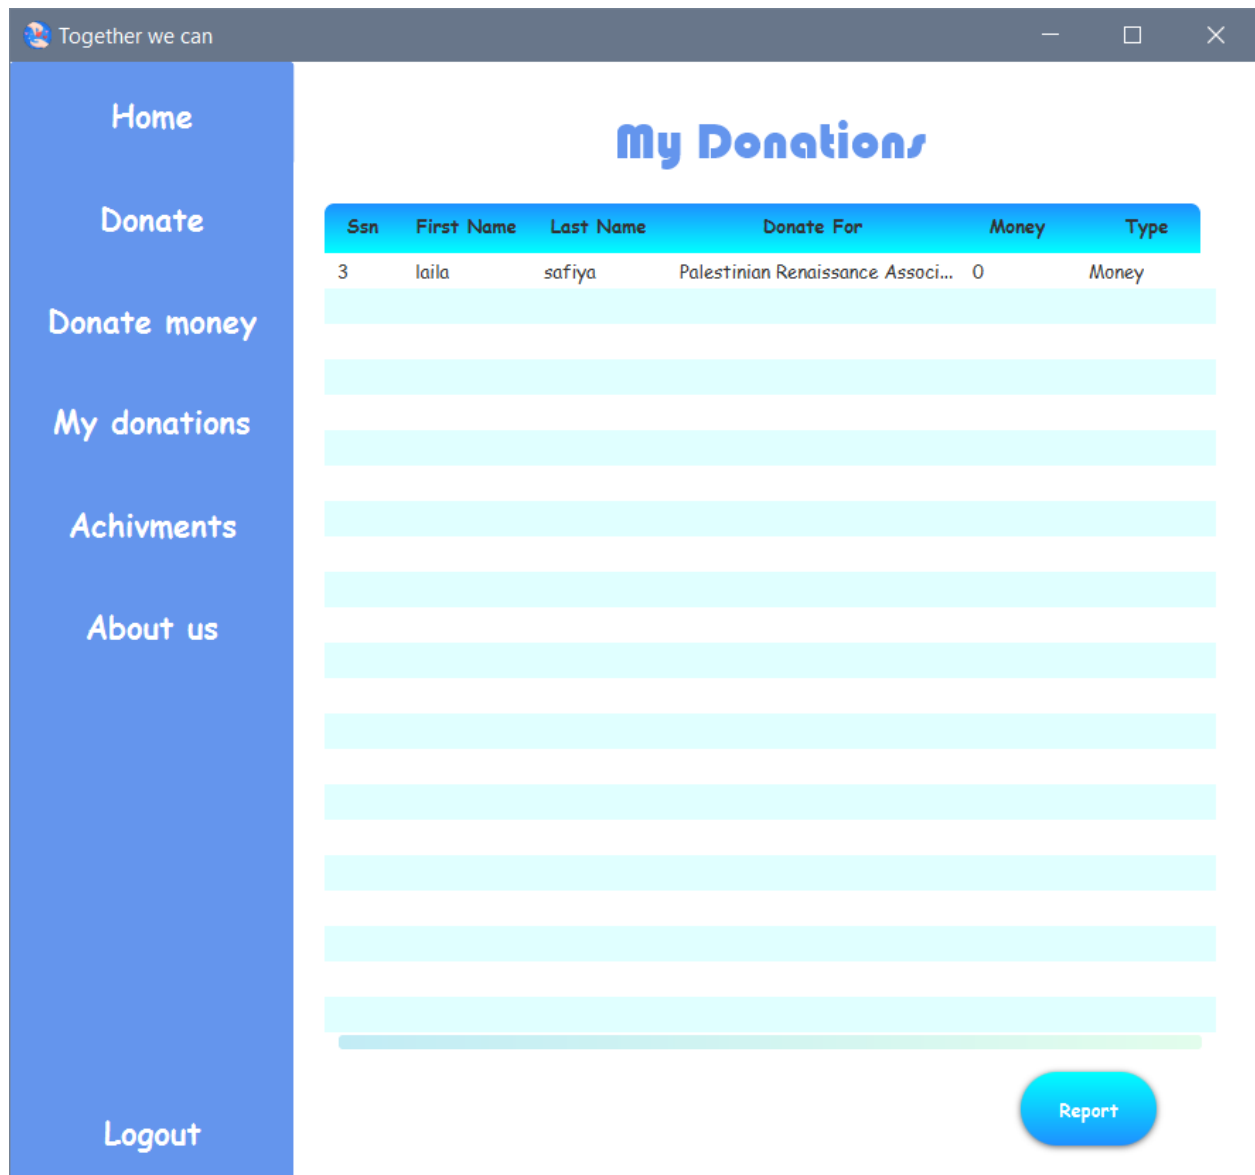 Together we can
Home
Donate
Donate money
My donations
Achivments
About us
Logout
My Donations
Ssn First Name Last Name Donate For Money Type
3 laila safiya Palestinian Renaissance Associ... 0 Money
Report